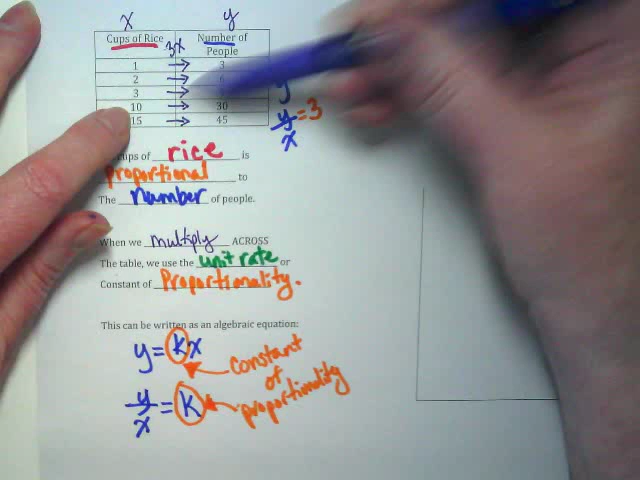 x y
Cups of Rice 3x Number of People
1 → 3
2 → 6
3 →
10 → 30
15 → 45
y
y/x = 3
ups of rice is
proportional to
The number of people.
When we multiply ACROSS
The table, we use the unit rate or
Constant of Proportionality.
This can be written as an algebraic equation:
y = Kx
constant of proportionality
y/x = K